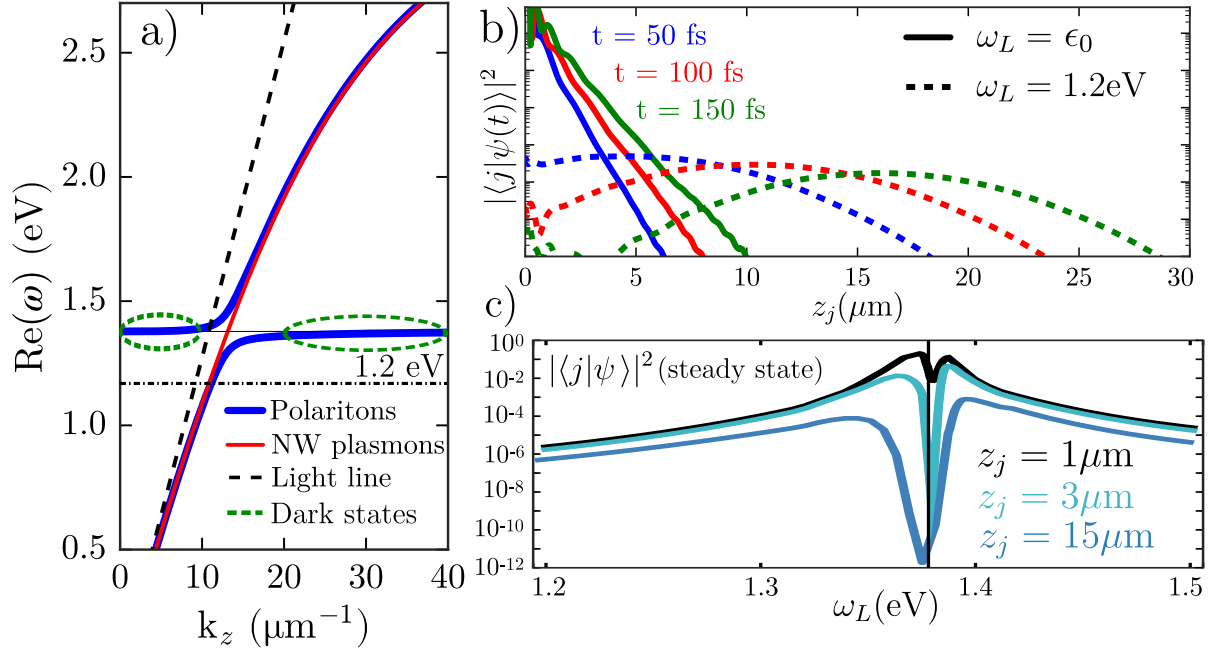 a)
2.5
2.0
1.5
1.0
0.5
Re(ω) (eV)
1.2 eV
Polaritons
NW plasmons
Light line
Dark states
0 10 20 30 40
k_z (μm⁻¹)
b)
t = 50 fs
t = 100 fs
t = 150 fs
ω_L = ϵ_0
ω_L = 1.2eV
|⟨j|ψ(t)⟩|²
0 5 10 15 20 25 30
z_j(μm)
c)
|⟨j|ψ⟩|² (steady state)
10⁰
10⁻²
10⁻⁴
10⁻⁶
10⁻⁸
10⁻¹⁰
10⁻¹²
z_j = 1μm
z_j = 3μm
z_j = 15μm
1.2 1.3 1.4 1.5
ω_L(eV)